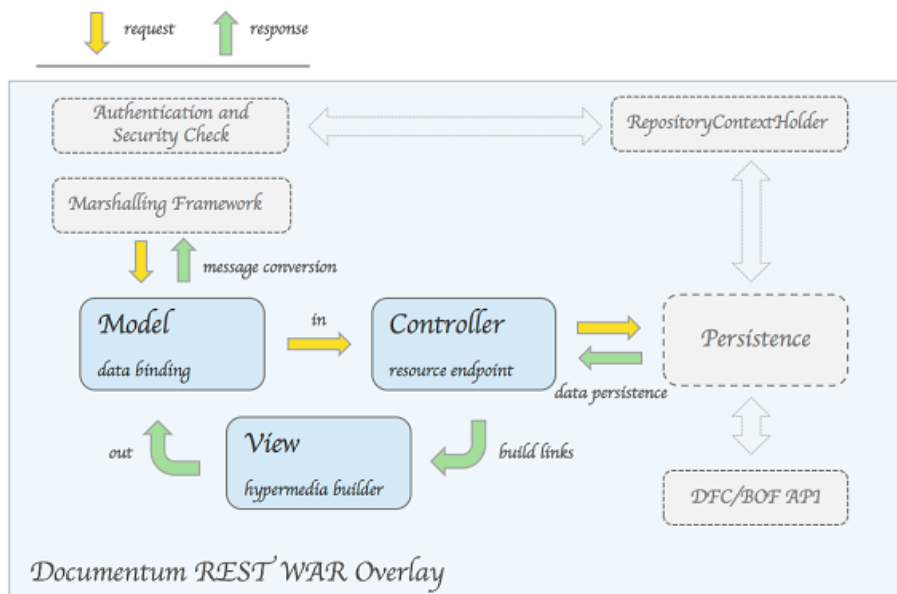 request
response
Authentication and
Security Check
RepositoryContextHolder
Marshalling Framework
message conversion
Model
data binding
in
Controller
resource endpoint
Persistence
data persistence
out
View
hypermedia builder
build links
DFC/BOF API
Documentum REST WAR Overlay